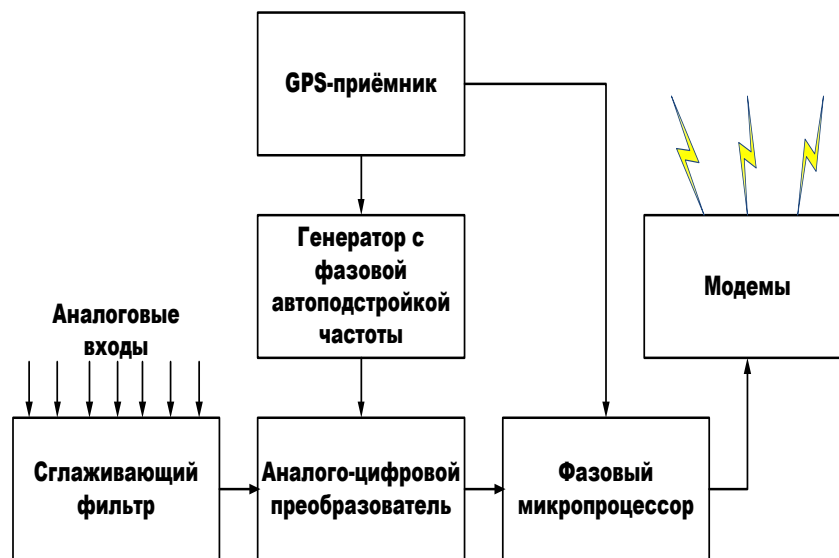 GPS-приёмник
Генератор с
фазовой
автоподстройкой
частоты
Модемы
Аналоговые
входы
Сглаживающий
фильтр
Аналого-цифровой
преобразователь
Фазовый
микропроцессор